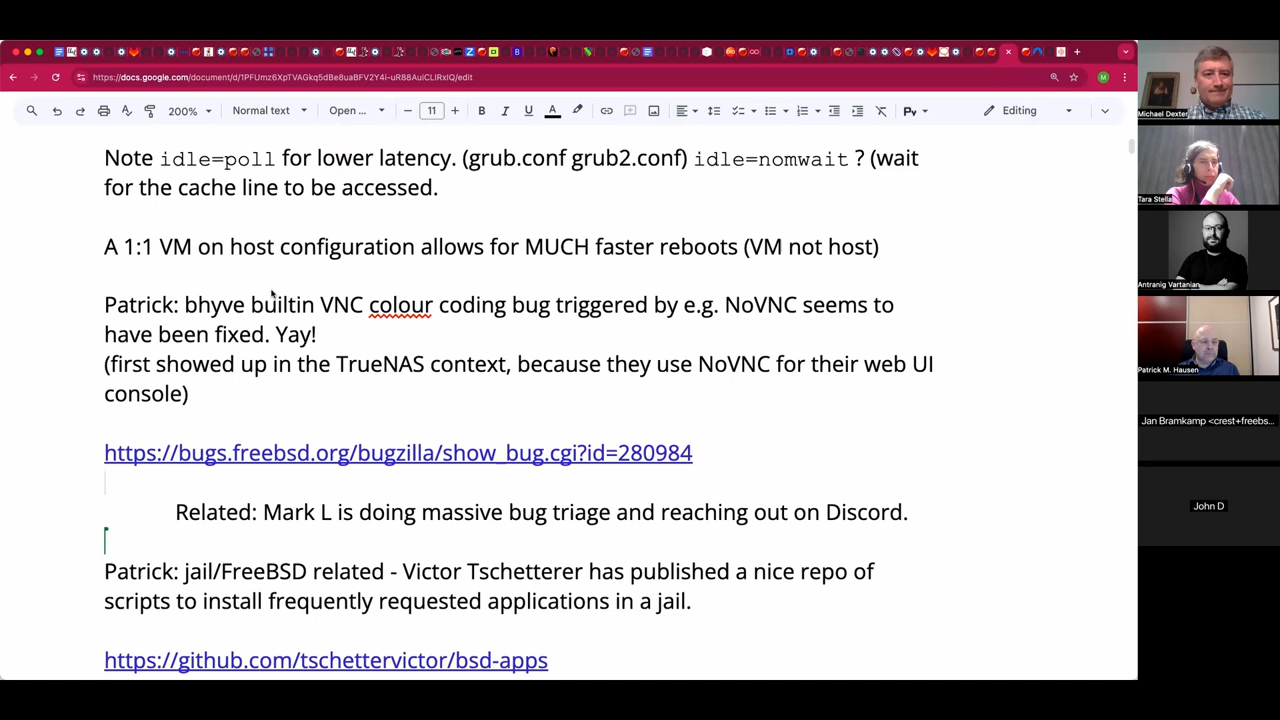 https://docs.google.com/document/d/1PFUmz6XpTVAGkq5dBe8uaBFV2Y4i-uR88AuiCLIRxIQ/edit
200%
Normal text
Open ...
11
B
I
U
A
Editing
Note idle=poll for lower latency. (grub.conf grub2.conf) idle=nomwait ? (wait
for the cache line to be accessed.
A 1:1 VM on host configuration allows for MUCH faster reboots (VM not host)
Patrick: bhyve builtin VNC colour coding bug triggered by e.g. NoVNC seems to
have been fixed. Yay!
(first showed up in the TrueNAS context, because they use NoVNC for their web UI
console)
https://bugs.freebsd.org/bugzilla/show_bug.cgi?id=280984
Related: Mark L is doing massive bug triage and reaching out on Discord.
Patrick: jail/FreeBSD related - Victor Tschetterer has published a nice repo of
scripts to install frequently requested applications in a jail.
https://github.com/tschettervictor/bsd-apps
Michael Dexter
Tara Stella
Antranig Vartanian
Patrick M. Hausen
Jan Bramkamp <crest+freebs...
John D